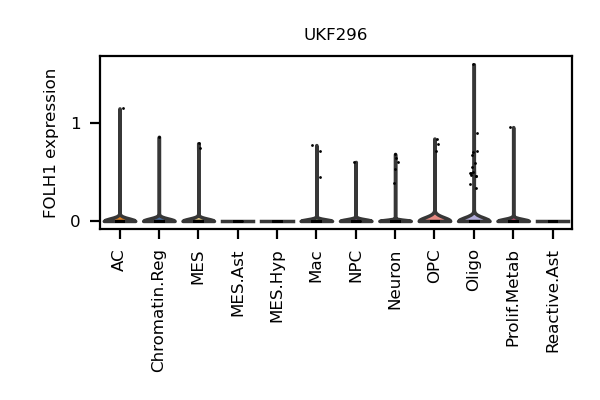 UKF296
FOLH1 expression
1
0
AC
Chromatin.Reg
MES
MES.Ast
MES.Hyp
Mac
NPC
Neuron
OPC
Oligo
Prolif.Metab
Reactive.Ast